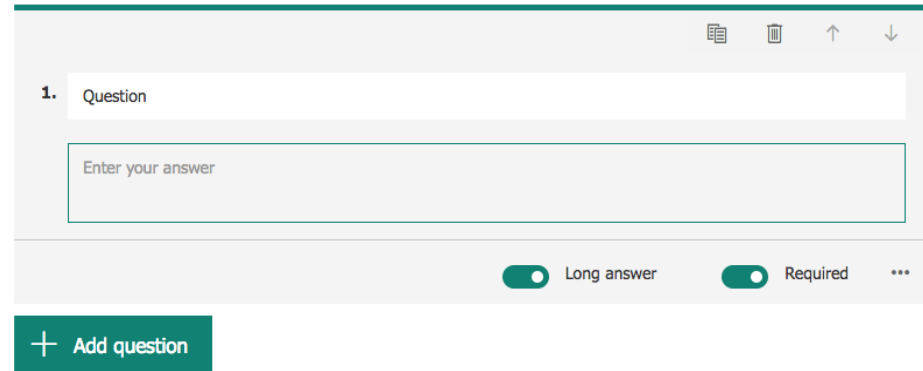 1. Question
Enter your answer
Long answer Required
Add question